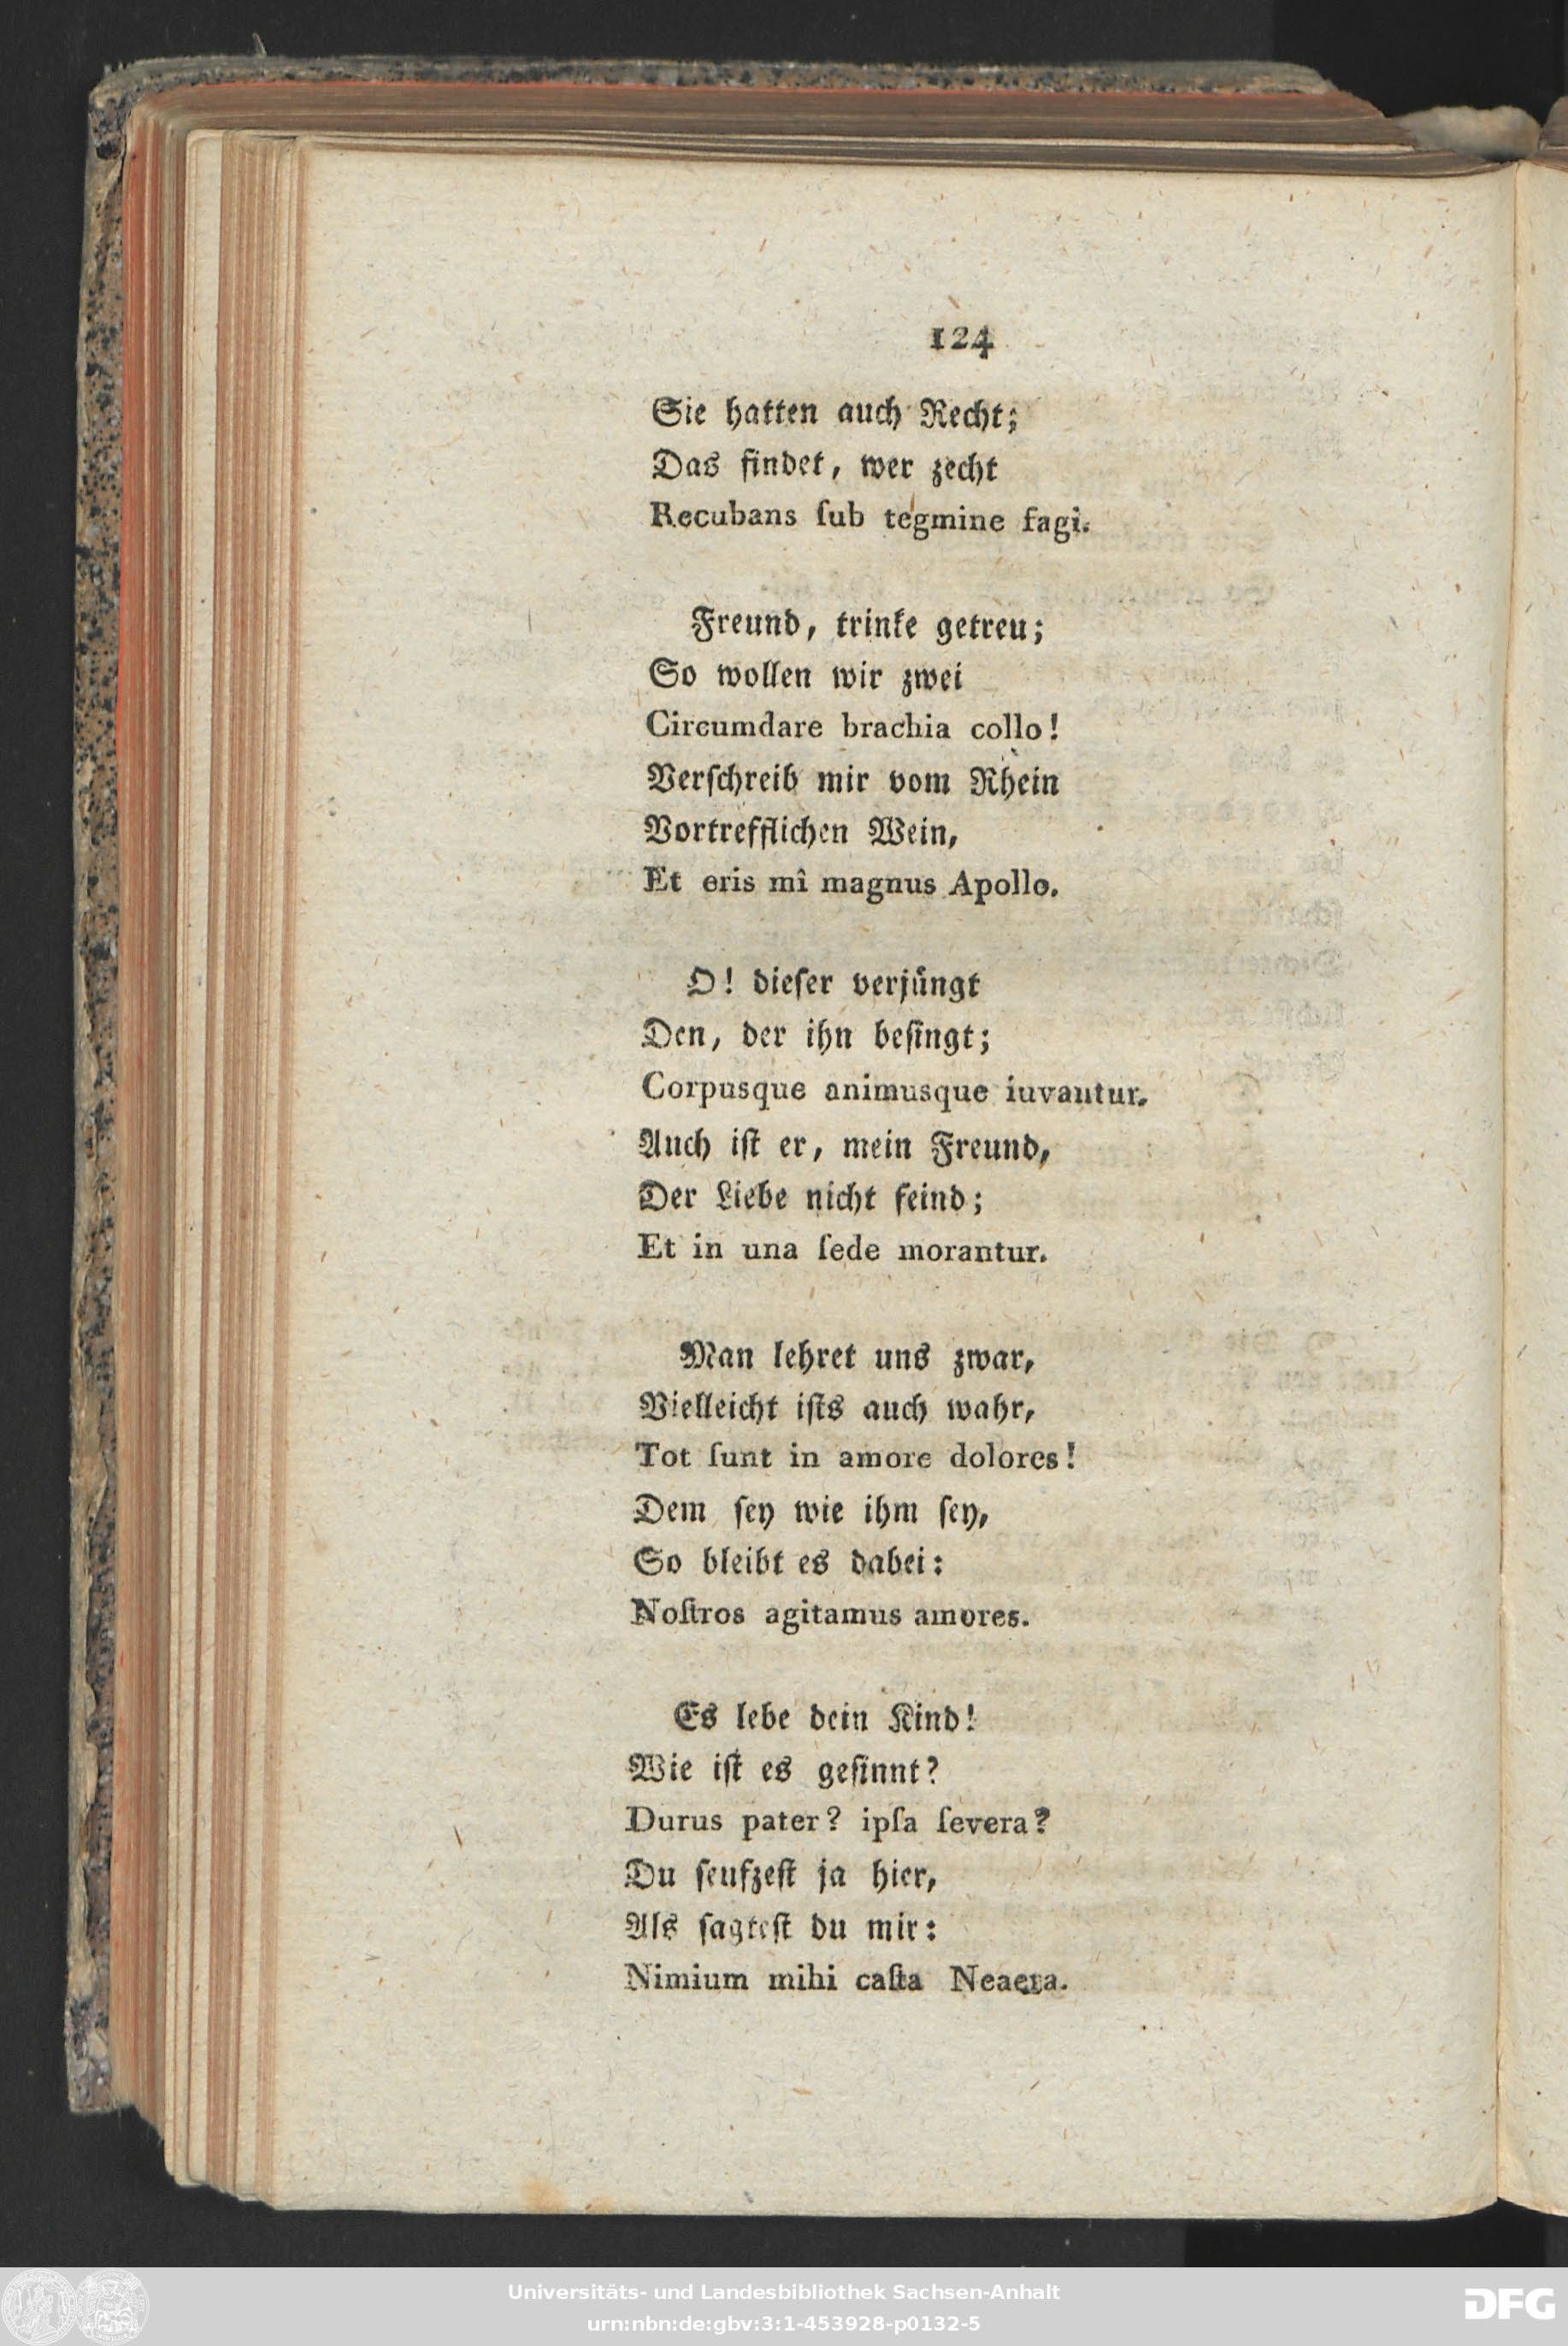 124
Sie hatten auch Recht;
Das findet, wer zecht
Recubans ſub tegmine fagi.
Freund, trinke getreu;
So wollen wir zwei
Circumdare brachia collo!
Verſchreib mir vom Rhein
Vortrefflichen Wein,
Et eris mî magnus Apollo.
O! dieſer verjüngt
Den, der ihn beſingt;
Corpusque animusque iuvantur.
Auch iſt er, mein Freund,
Der Liebe nicht feind;
Et in una ſede morantur.
Man lehret uns zwar,
Vielleicht iſts auch wahr,
Tot ſunt in amore dolores!
Dem ſey wie ihm ſey,
So bleibt es dabei:
Noſtros agitamus amores.
Es lebe dein Kind!
Wie iſt es geſinnt?
Durus pater? ipſa ſevera?
Du ſeufzeſt ja hier,
Als ſagteſt du mir:
Nimium mihi caſta Neaera.
Universitäts- und Landesbibliothek Sachsen-Anhalt
urn:nbn:de:gbv:3:1-453928-p0132-5
DFG